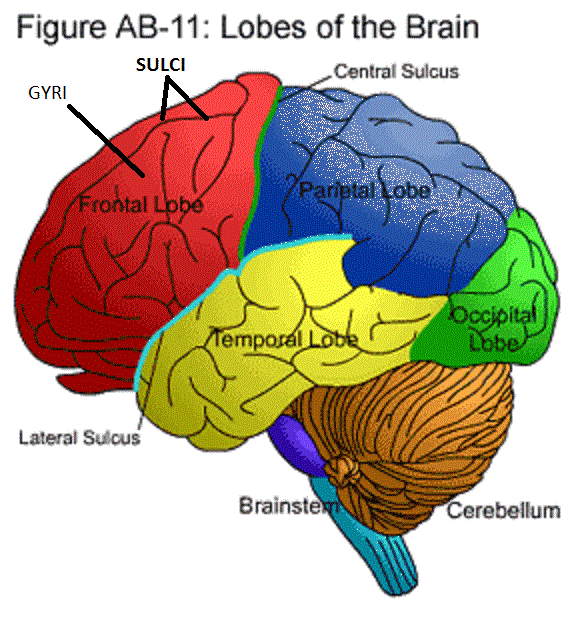 Figure AB-11: Lobes of the Brain
SULCI
Central Sulcus
GYRI
Parietal Lobe
Frontal Lobe
Occipital
Lobe
Temporal Lobe
Lateral Sulcus
Brainstem
Cerebellum